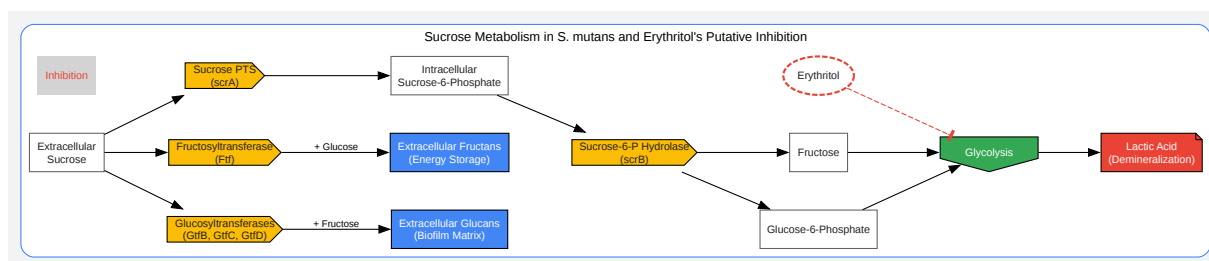 Sucrose Metabolism in S. mutans and Erythritol's Putative Inhibition
Inhibition
Sucrose PTS
(scrA)
Intracellular
Sucrose-6-Phosphate
Erythritol
Extracellular
Sucrose
Fructosyltransferase
(Ftf)
+ Glucose
Extracellular Fructans
(Energy Storage)
Sucrose-6-P Hydrolase
(scrB)
Fructose
Glycolysis
Lactic Acid
(Demineralization)
Glucosyltransferases
(GtfB, GtfC, GtfD)
+ Fructose
Extracellular Glucans
(Biofilm Matrix)
Glucose-6-Phosphate